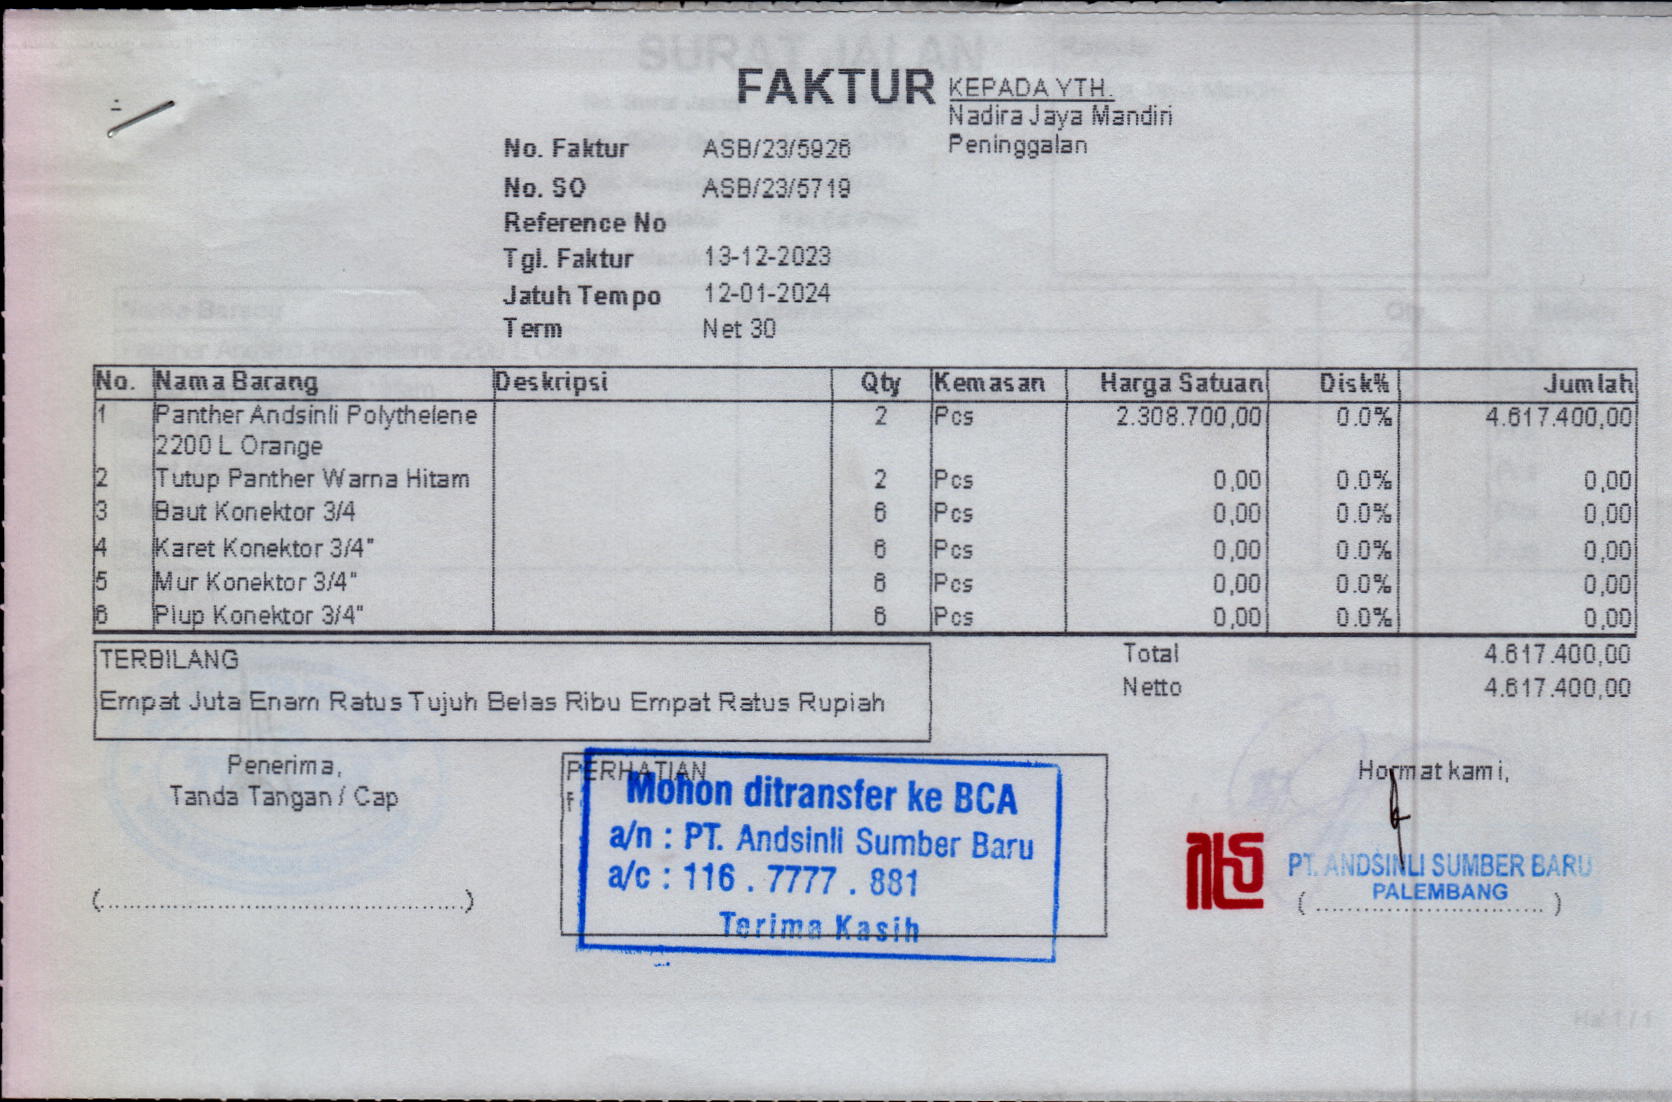 FAKTUR
KEPADA YTH.
Nadira Jaya Mandiri
Peninggalan
No. Faktur ASB/23/5926
No. SO ASB/23/5719
Reference No
Tgl. Faktur 13-12-2023
Jatuh Tempo 12-01-2024
Term Net 30
No. Nama Barang Deskripsi Qty Kemasan Harga Satuan Disk% Jumlah
1 Panther Andsinli Polythelene 2 Pcs 2.308.700,00 0.0% 4.617.400,00
2200 L Orange
2 Tutup Panther Warna Hitam 2 Pcs 0,00 0.0% 0,00
3 Baut Konektor 3/4 6 Pcs 0,00 0.0% 0,00
4 Karet Konektor 3/4" 6 Pcs 0,00 0.0% 0,00
5 Mur Konektor 3/4" 6 Pcs 0,00 0.0% 0,00
6 Plup Konektor 3/4" 6 Pcs 0,00 0.0% 0,00
TERBILANG
Empat Juta Enam Ratus Tujuh Belas Ribu Empat Ratus Rupiah
Total 4.617.400,00
Netto 4.617.400,00
Penerima,
Tanda Tangan / Cap
(..........................................)
PERHATIAN
Mohon ditransfer ke BCA
a/n : PT. Andsinli Sumber Baru
a/c : 116 . 7777 . 881
Terima Kasih
Hormat kami,
PT. ANDSINLI SUMBER BARU
PALEMBANG
(............................)
Hal 1 / 1